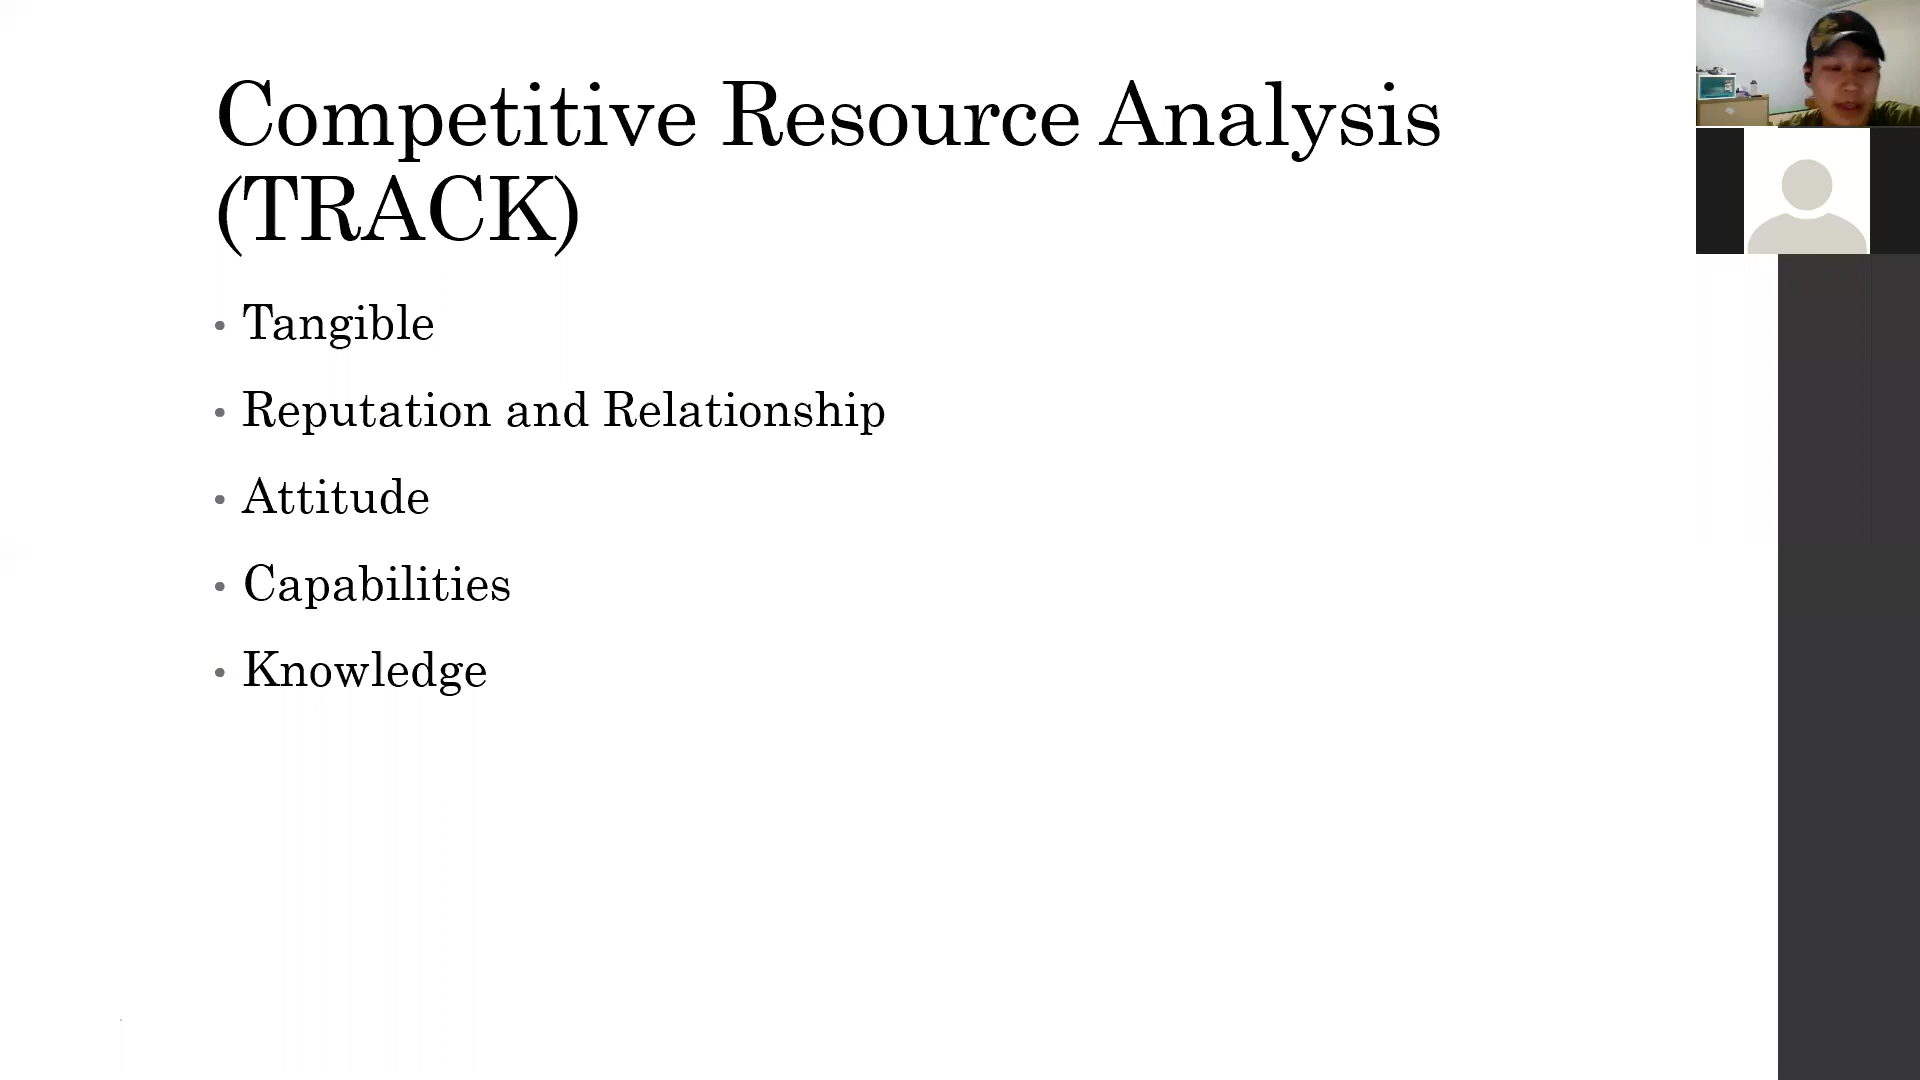 Competitive Resource Analysis
(TRACK)
• Tangible
• Reputation and Relationship
• Attitude
• Capabilities
• Knowledge